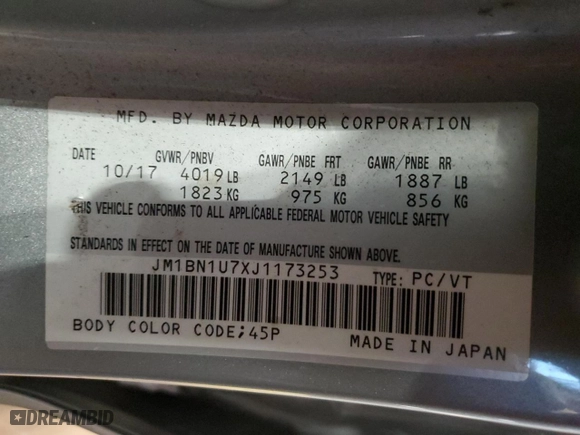 MFD. BY MAZDA MOTOR CORPORATION
DATE GVWR/PNBV GAWR/PNBE FRT GAWR/PNBE RR
10/17 4019 LB 2149 LB 1887 LB
1823 KG 975 KG 856 KG
THIS VEHICLE CONFORMS TO ALL APPLICABLE FEDERAL MOTOR VEHICLE SAFETY
STANDARDS IN EFFECT ON THE DATE OF MANUFACTURE SHOWN ABOVE.
JM1BN1U7XJ1173253 TYPE: PC/VT
BODY COLOR CODE;45P
MADE IN JAPAN
DREAMBID